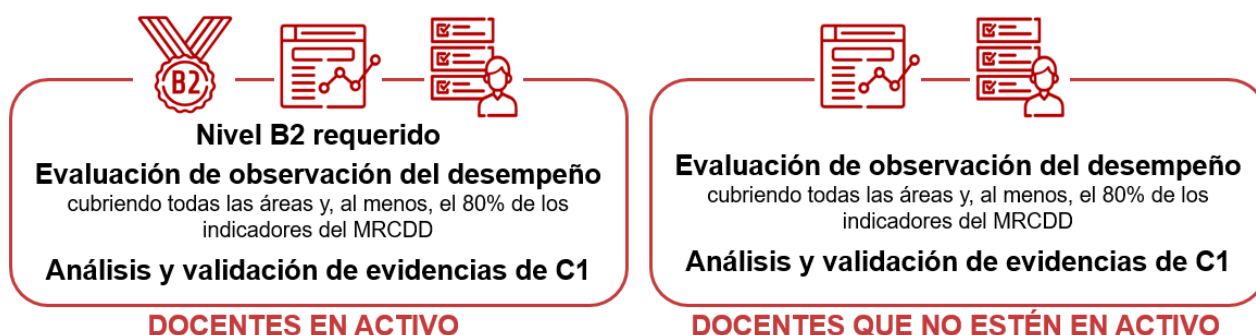 B2
Nivel B2 requerido
Evaluación de observación del desempeño
cubriendo todas las áreas y, al menos, el 80% de los
indicadores del MRCDD
Análisis y validación de evidencias de C1
DOCENTES EN ACTIVO
Evaluación de observación del desempeño
cubriendo todas las áreas y, al menos, el 80% de los
indicadores del MRCDD
Análisis y validación de evidencias de C1
DOCENTES QUE NO ESTÉN EN ACTIVO